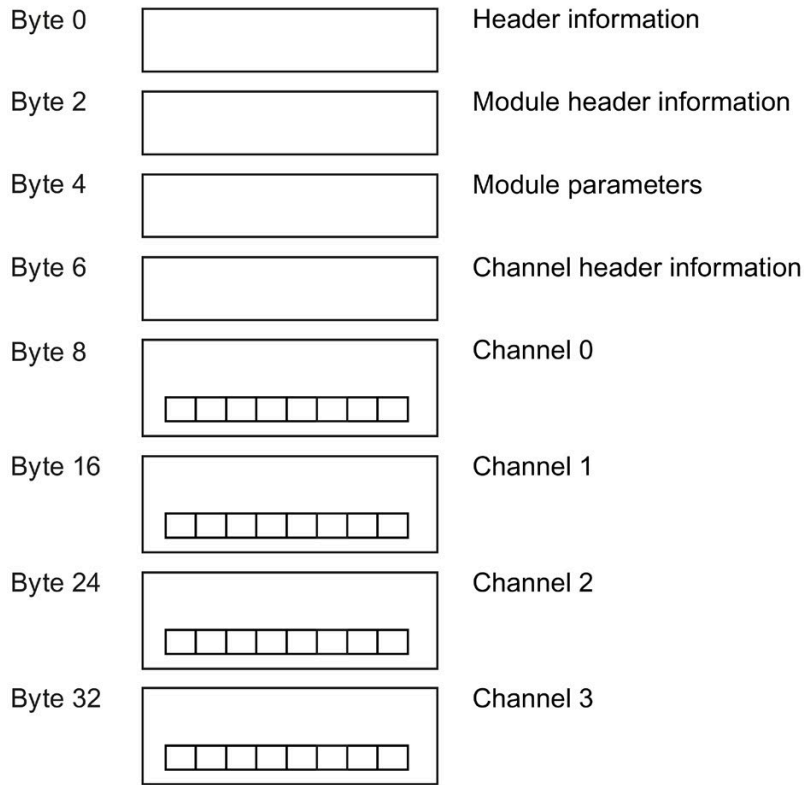 Byte 0 Header information
Byte 2 Module header information
Byte 4 Module parameters
Byte 6 Channel header information
Byte 8 Channel 0
Byte 16 Channel 1
Byte 24 Channel 2
Byte 32 Channel 3